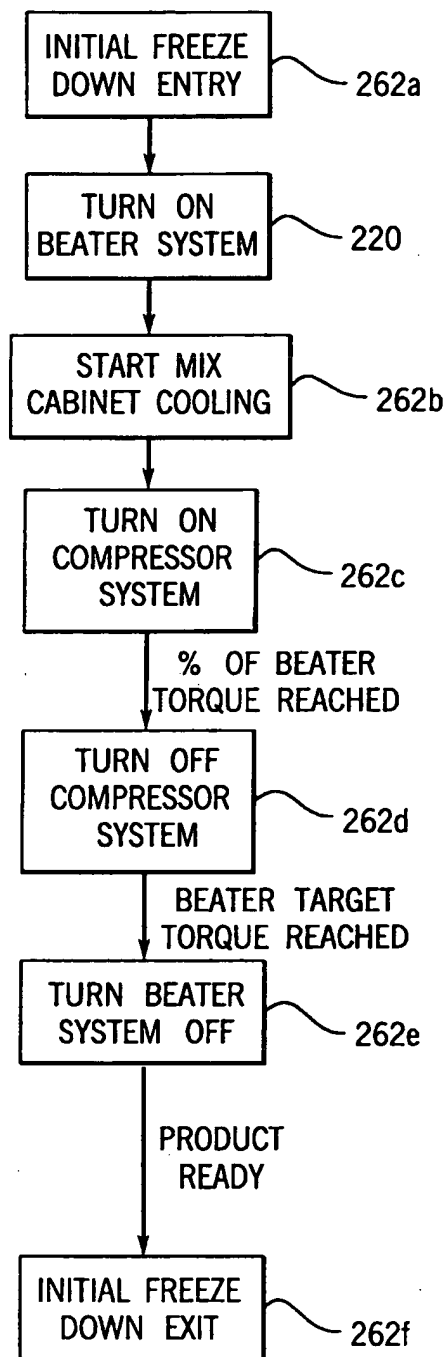 INITIAL FREEZE
DOWN ENTRY
262a
TURN ON
BEATER SYSTEM
220
START MIX
CABINET COOLING
262b
TURN ON
COMPRESSOR
SYSTEM
262c
% OF BEATER
TORQUE REACHED
TURN OFF
COMPRESSOR
SYSTEM
262d
BEATER TARGET
TORQUE REACHED
TURN BEATER
SYSTEM OFF
262e
PRODUCT
READY
INITIAL FREEZE
DOWN EXIT
262f